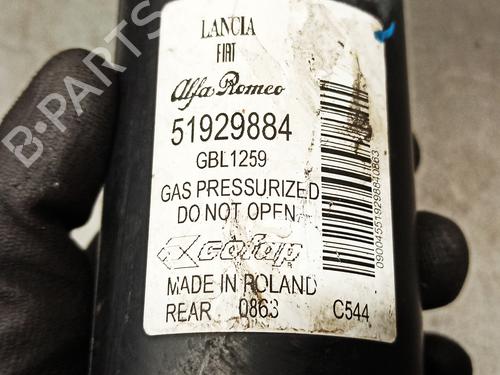 LANCIA
FIAT
Alfa Romeo
51929884
GBL1259
GAS PRESSURIZED
DO NOT OPEN
cofap
MADE IN POLAND
REAR 0863 C544
0900455519298840863
B-PARTS